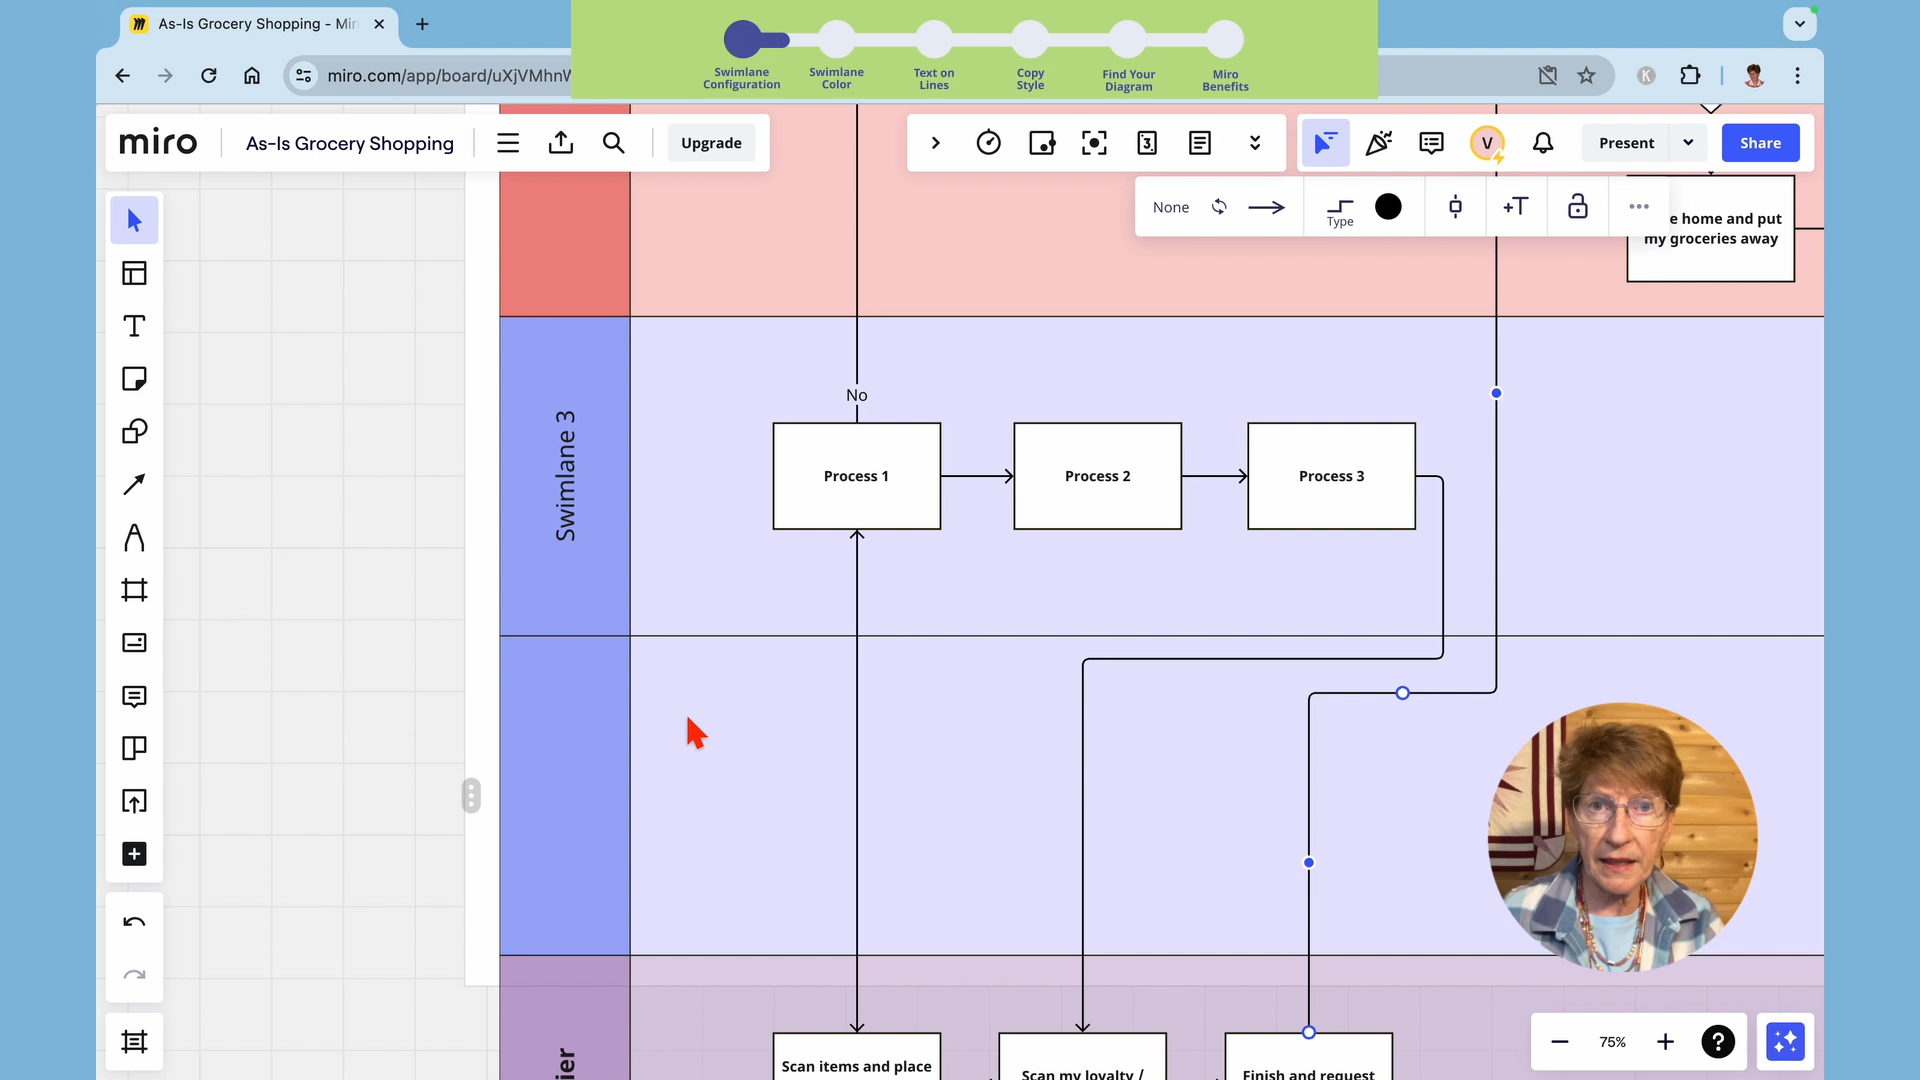 As-Is Grocery Shopping - Mir
miro.com/app/board/uXjVMhnV
Swimlane
Configuration
Swimlane
Color
Text on
Lines
Copy
Style
Find Your
Diagram
Miro
Benefits
K
miro
As-Is Grocery Shopping
Upgrade
3
V
Present
Share
None
Type
+T
e home and put
my groceries away
No
Swimlane 3
Process 1
Process 2
Process 3
ier
Scan items and place
Scan my loyalty /
Finish and request
75%